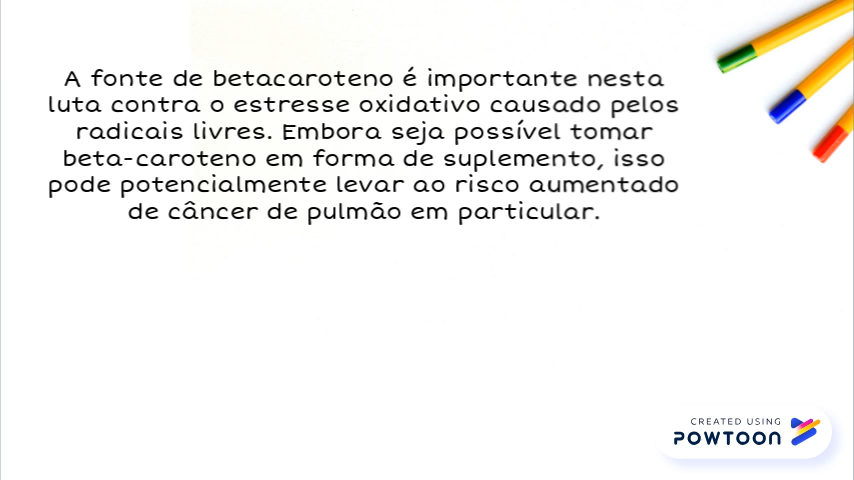 A fonte de betacaroteno é importante nesta
luta contra o estresse oxidativo causado pelos
radicais livres. Embora seja possível tomar
beta-caroteno em forma de suplemento, isso
pode potencialmente levar ao risco aumentado
de câncer de pulmão em particular.
CREATED USING
POWTOON